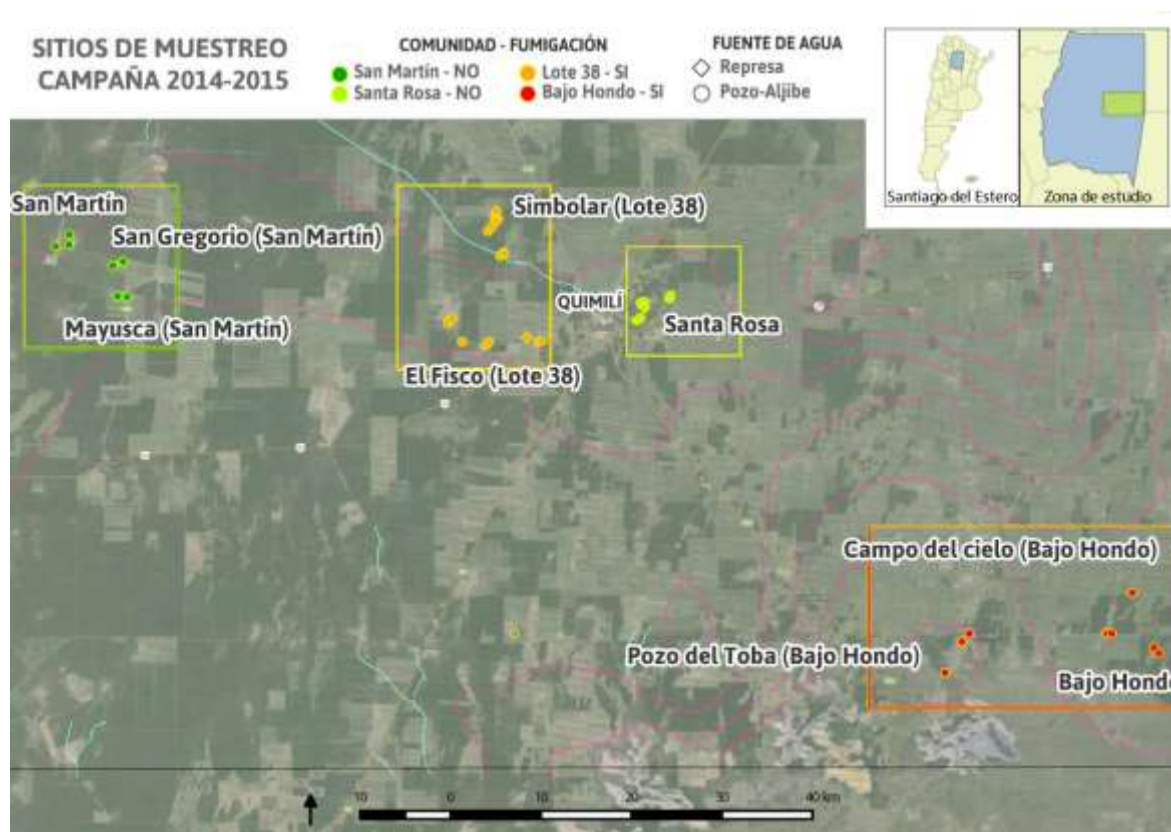 SITIOS DE MUESTREO
CAMPAÑA 2014-2015
COMUNIDAD - FUMIGACIÓN
San Martín - NO
Lote 38 - SI
Santa Rosa - NO
Bajo Hondo - SI
FUENTE DE AGUA
Represa
Pozo-Aljibe
Santiago del Estero
Zona de estudio
San Martín
San Gregorio (San Martín)
Mayusca (San Martín)
Simbolar (Lote 38)
QUIMILÍ
Santa Rosa
El Fisco (Lote 38)
Campo del cielo (Bajo Hondo)
Pozo del Toba (Bajo Hondo)
Bajo Hondo
10 0 10 20 30 40 km